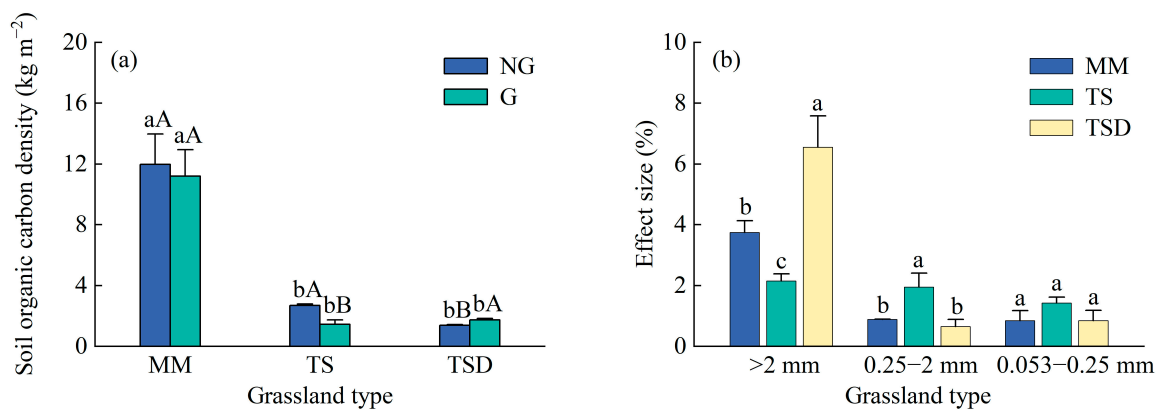 Soil organic carbon density (kg m−2)
(a)
NG
G
20
16
12
8
4
0
aA aA
bA bB
bB bA
MM TS TSD
Grassland type
Effect size (%)
(b)
MM
TS
TSD
10
8
6
4
2
0
b c a
b a b
a a a
>2 mm 0.25−2 mm 0.053−0.25 mm
Grassland type